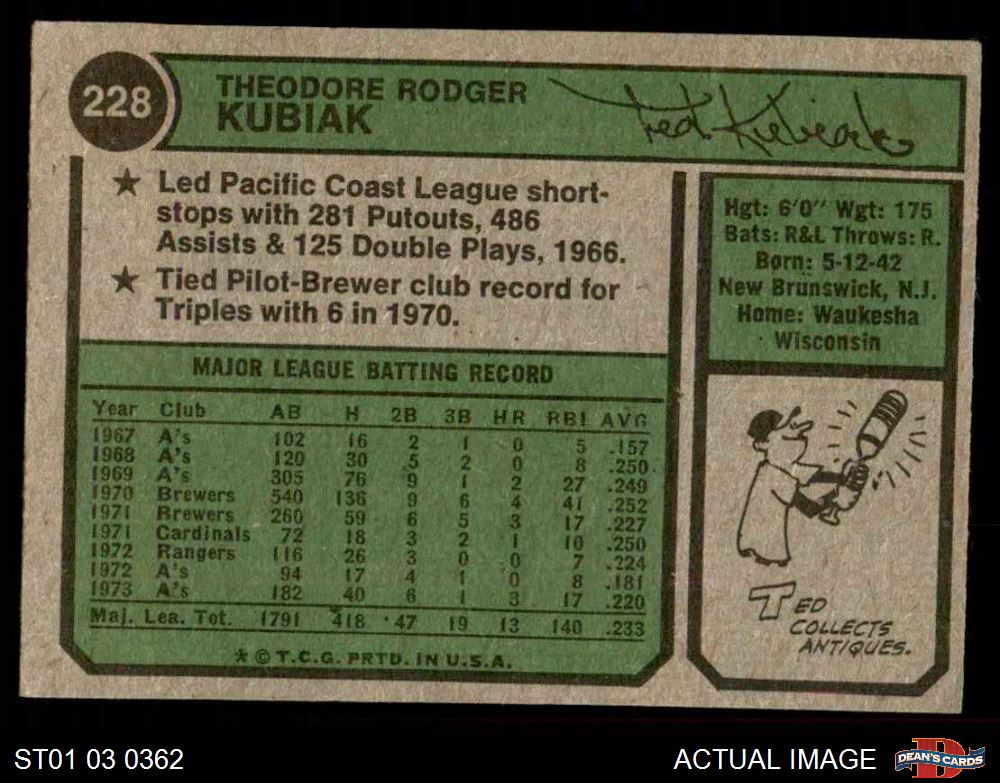 228
THEODORE RODGER
KUBIAK
Ted Kubiak
★ Led Pacific Coast League short-
stops with 281 Putouts, 486
Assists & 125 Double Plays, 1966.
★ Tied Pilot-Brewer club record for
Triples with 6 in 1970.
Hgt: 6'0" Wgt: 175
Bats: R&L Throws: R.
Born: 5-12-42
New Brunswick, N.J.
Home: Waukesha
Wisconsin
MAJOR LEAGUE BATTING RECORD
Year Club AB H 2B 3B HR RBI AVG
1967 A's 102 16 2 1 0 5 .157
1968 A's 120 30 5 2 0 8 .250
1969 A's 305 76 9 1 2 27 .249
1970 Brewers 540 136 9 6 4 41 .252
1971 Brewers 260 59 6 5 3 17 .227
1971 Cardinals 72 18 3 2 1 10 .250
1972 Rangers 116 26 3 0 0 7 .224
1972 A's 94 17 4 1 0 8 .181
1973 A's 182 40 6 1 3 17 .220
Maj. Lea. Tot. 1791 418 47 19 13 140 .233
* © T.C.G. PRTD. IN U.S.A.
TED
COLLECTS
ANTIQUES.
ST01 03 0362
ACTUAL IMAGE
D
DEAN'S CARDS